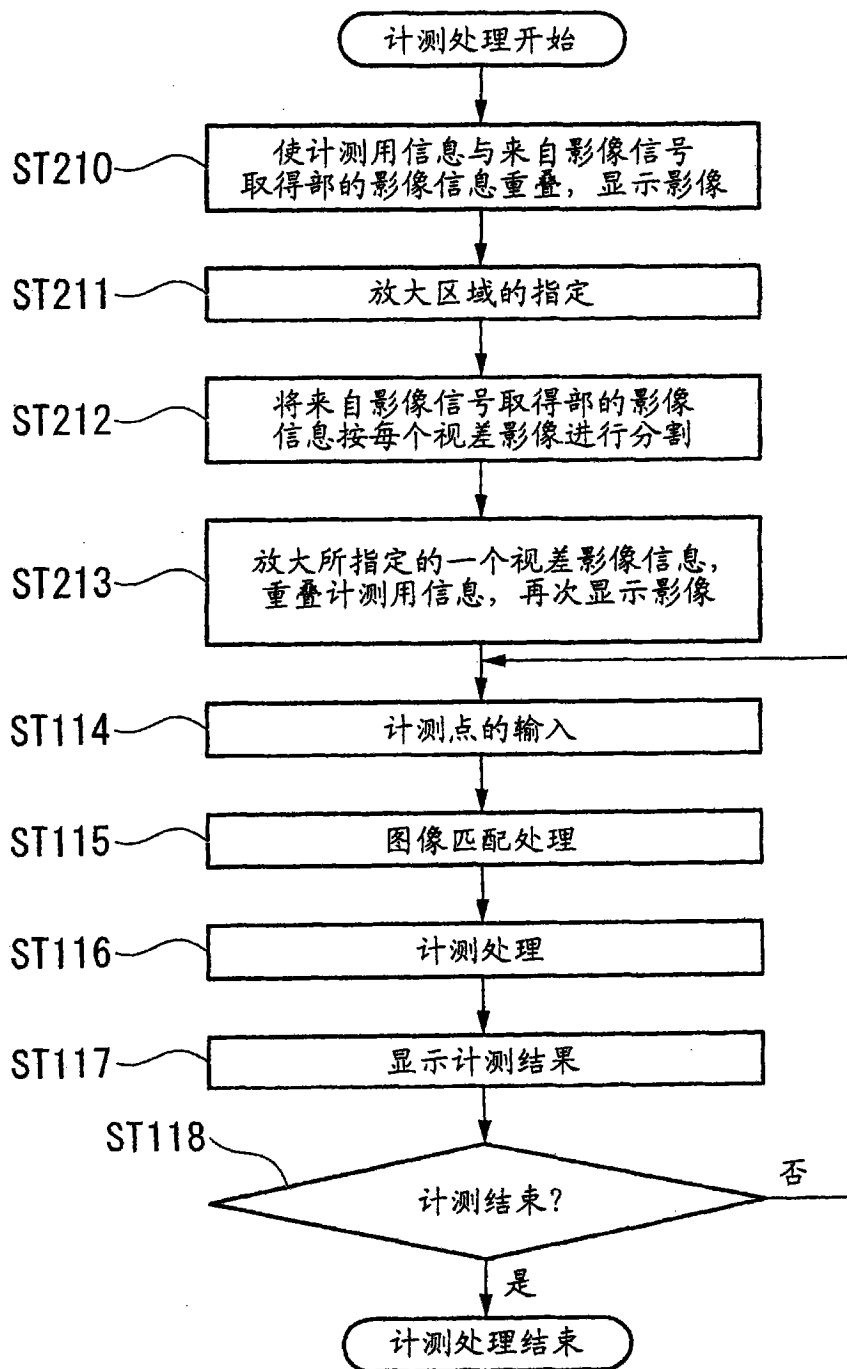 计测处理开始
ST210
使计测用信息与来自影像信号
取得部的影像信息重叠，显示影像
ST211
放大区域的指定
ST212
将来自影像信号取得部的影像
信息按每个视差影像进行分割
ST213
放大所指定的一个视差影像信息，
重叠计测用信息，再次显示影像
ST114
计测点的输入
ST115
图像匹配处理
ST116
计测处理
ST117
显示计测结果
ST118
计测结束？
否
是
计测处理结束